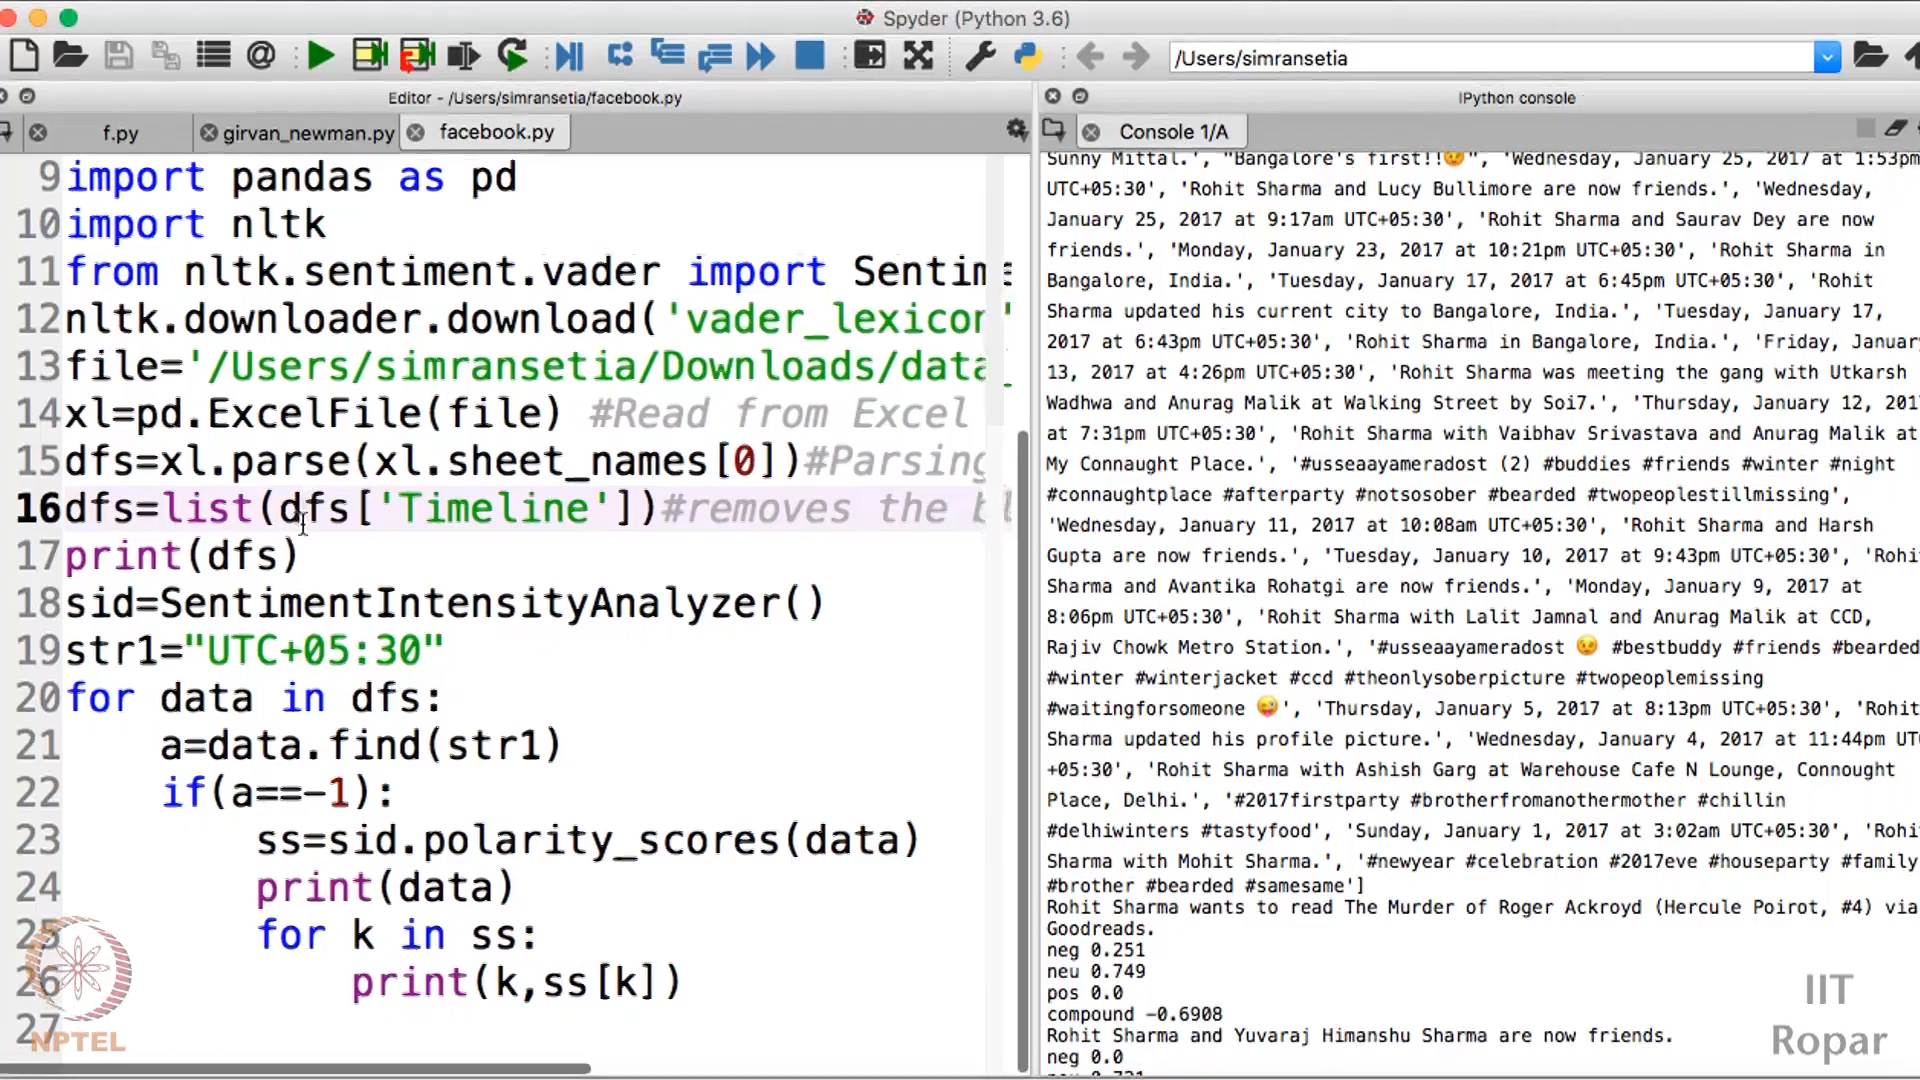 Spyder (Python 3.6)
/Users/simransetia
Editor - /Users/simransetia/facebook.py
f.py
girvan_newman.py
facebook.py
9 import pandas as pd
10 import nltk
11 from nltk.sentiment.vader import Sentim
12 nltk.downloader.download('vader_lexicon'
13 file='/Users/simransetia/Downloads/data_
14 xl=pd.ExcelFile(file) #Read from Excel
15 dfs=xl.parse(xl.sheet_names[0])#Parsing
16 dfs=list(dfs['Timeline'])#removes the bl
17 print(dfs)
18 sid=SentimentIntensityAnalyzer()
19 str1="UTC+05:30"
20 for data in dfs:
21 a=data.find(str1)
22 if(a==-1):
23 ss=sid.polarity_scores(data)
24 print(data)
25 for k in ss:
26 print(k,ss[k])
27
NPTEL
IPython console
Console 1/A
Sunny Mittal.', "Bangalore's first!!😉", 'Wednesday, January 25, 2017 at 1:53pm
UTC+05:30', 'Rohit Sharma and Lucy Bullimore are now friends.', 'Wednesday,
January 25, 2017 at 9:17am UTC+05:30', 'Rohit Sharma and Saurav Dey are now
friends.', 'Monday, January 23, 2017 at 10:21pm UTC+05:30', 'Rohit Sharma in
Bangalore, India.', 'Tuesday, January 17, 2017 at 6:45pm UTC+05:30', 'Rohit
Sharma updated his current city to Bangalore, India.', 'Tuesday, January 17,
2017 at 6:43pm UTC+05:30', 'Rohit Sharma in Bangalore, India.', 'Friday, January
13, 2017 at 4:26pm UTC+05:30', 'Rohit Sharma was meeting the gang with Utkarsh
Wadhwa and Anurag Malik at Walking Street by Soi7.', 'Thursday, January 12, 201
at 7:31pm UTC+05:30', 'Rohit Sharma with Vaibhav Srivastava and Anurag Malik at
My Connaught Place.', '#usseaayameradost (2) #buddies #friends #winter #night
#connaughtplace #afterparty #notsosober #bearded #twopeoplestillmissing',
'Wednesday, January 11, 2017 at 10:08am UTC+05:30', 'Rohit Sharma and Harsh
Gupta are now friends.', 'Tuesday, January 10, 2017 at 9:43pm UTC+05:30', 'Rohi
Sharma and Avantika Rohatgi are now friends.', 'Monday, January 9, 2017 at
8:06pm UTC+05:30', 'Rohit Sharma with Lalit Jamnal and Anurag Malik at CCD,
Rajiv Chowk Metro Station.', '#usseaayameradost 😉 #bestbuddy #friends #bearded
#winter #winterjacket #ccd #theonlysoberpicture #twopeoplemissing
#waitingforsomeone 😜', 'Thursday, January 5, 2017 at 8:13pm UTC+05:30', 'Rohit
Sharma updated his profile picture.', 'Wednesday, January 4, 2017 at 11:44pm UTC
+05:30', 'Rohit Sharma with Ashish Garg at Warehouse Cafe N Lounge, Connought
Place, Delhi.', '#2017firstparty #brotherfromanothermother #chillin
#delhiwinters #tastyfood', 'Sunday, January 1, 2017 at 3:02am UTC+05:30', 'Rohi
Sharma with Mohit Sharma.', '#newyear #celebration #2017eve #houseparty #family
#brother #bearded #samesame']
Rohit Sharma wants to read The Murder of Roger Ackroyd (Hercule Poirot, #4) via
Goodreads.
neg 0.251
neu 0.749
pos 0.0
compound -0.6908
Rohit Sharma and Yuvaraj Himanshu Sharma are now friends.
neg 0.0
IIT
Ropar